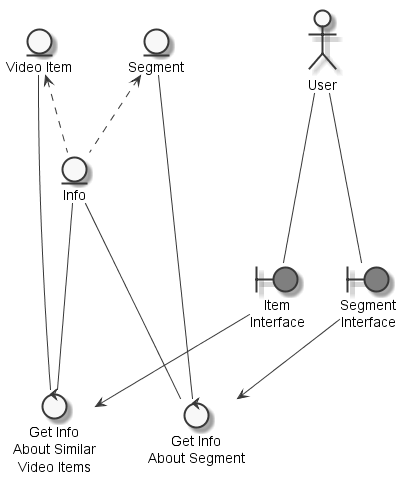 Video Item
Segment
User
Info
Item
Interface
Segment
Interface
Get Info
About Similar
Video Items
Get Info
About Segment